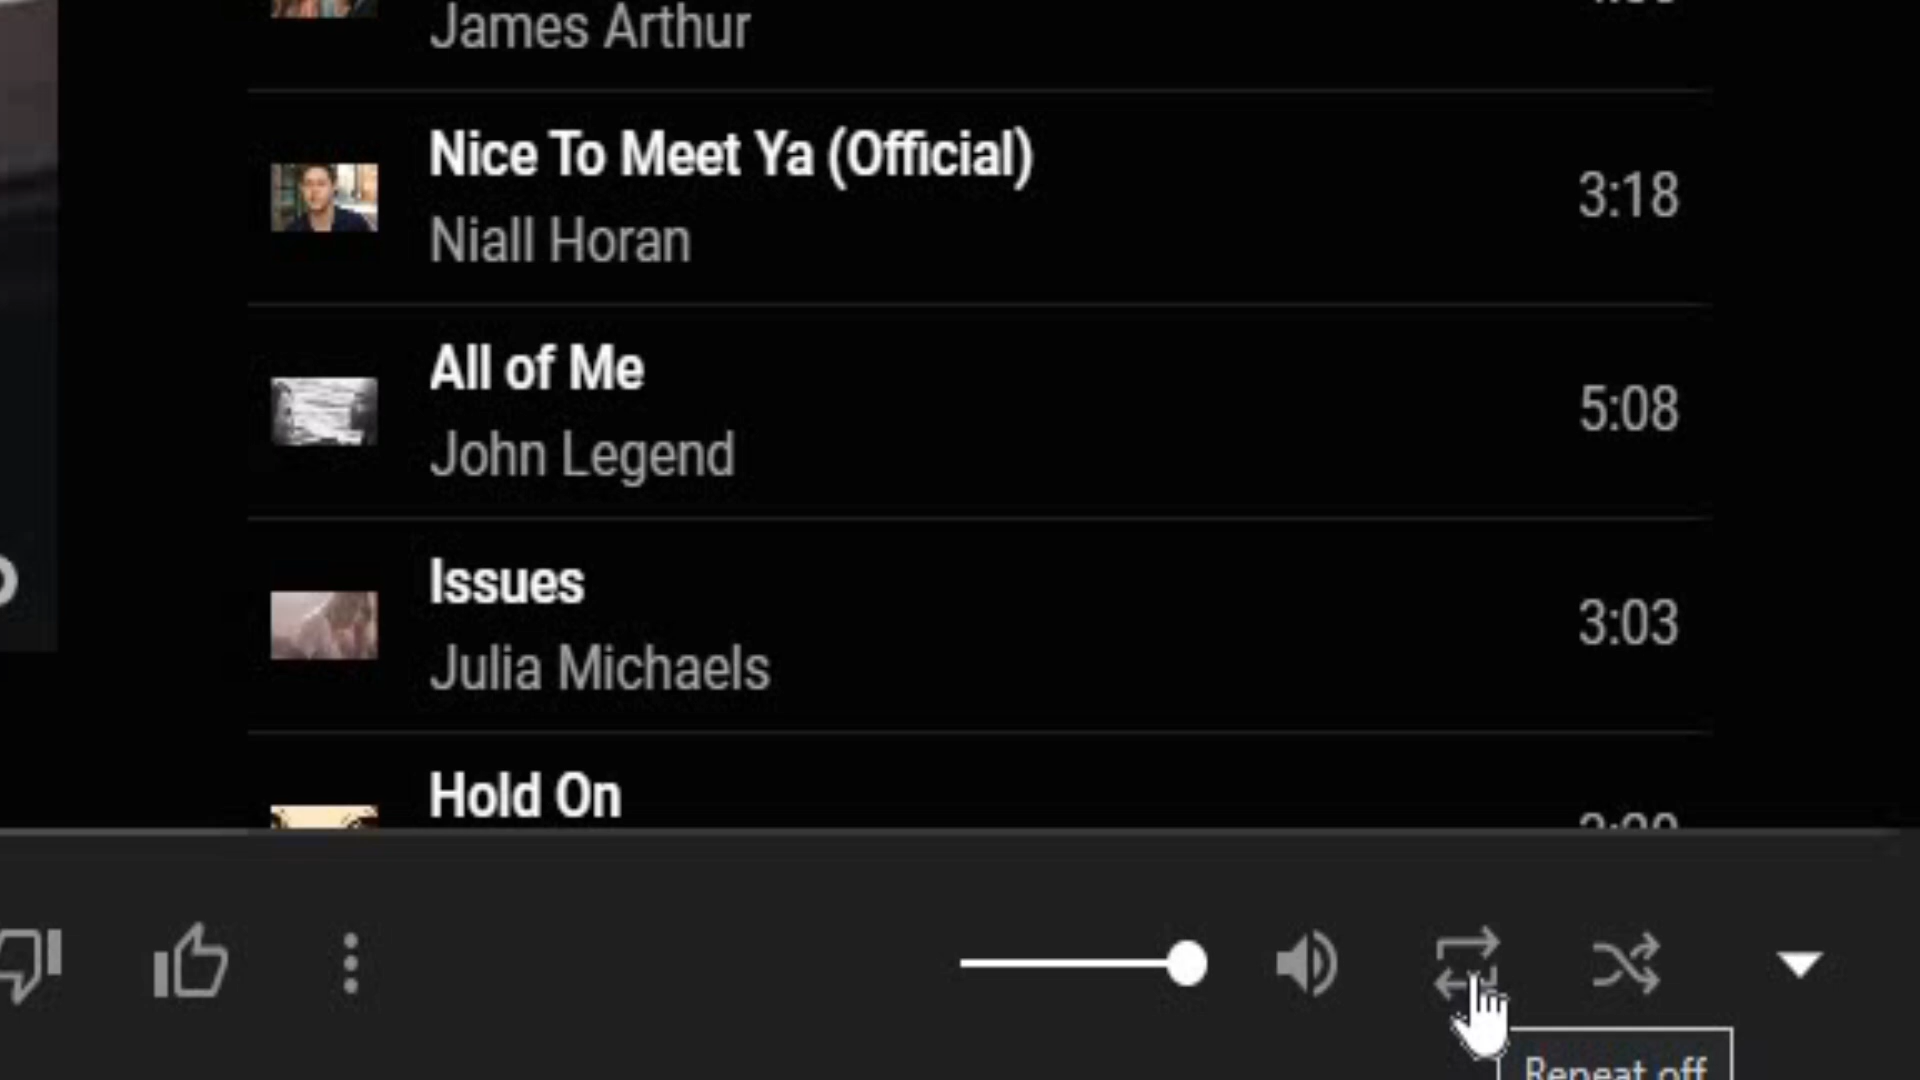 James Arthur
Nice To Meet Ya (Official)
3:18
Niall Horan
All of Me
5:08
John Legend
Issues
3:03
Julia Michaels
Hold On
Repeat off